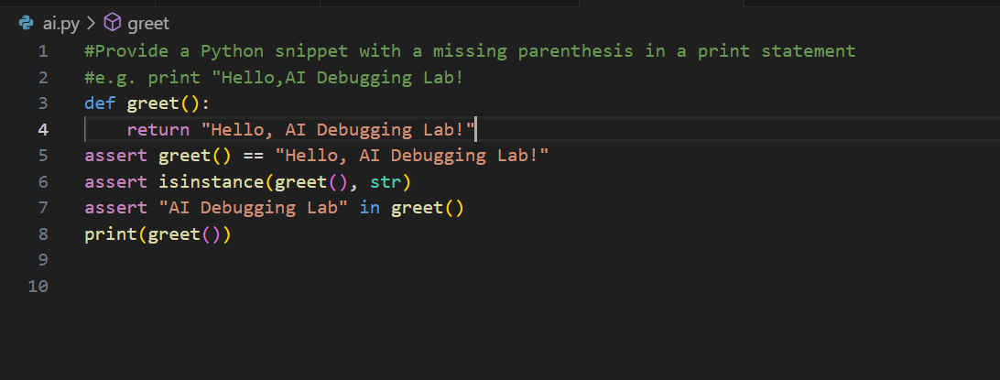 ai.py > greet
1 #Provide a Python snippet with a missing parenthesis in a print statement
2 #e.g. print "Hello,AI Debugging Lab!
3 def greet():
4     return "Hello, AI Debugging Lab!"
5 assert greet() == "Hello, AI Debugging Lab!"
6 assert isinstance(greet(), str)
7 assert "AI Debugging Lab" in greet()
8 print(greet())
9
10